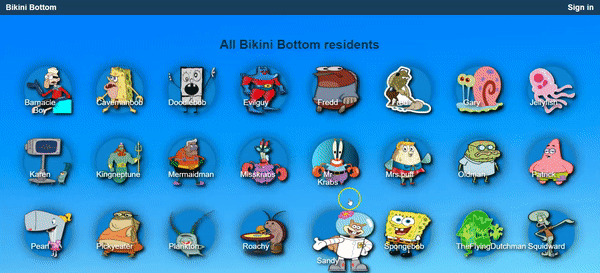 Bikini Bottom
Sign in
All Bikini Bottom residents
Barnacle Boy
Cavemanbob
Doodlebob
Evilguy
Fredd
Gary
Jellyfish
Karen
Kingneptune
Mermaidman
Misskrabs
Mr Krabs
Mrs.puff
Oldman
Patrick
Pearl
Pickyeater
Plankton
Roachy
Sandy
Spongebob
TheFlyingDutchman
Squidward